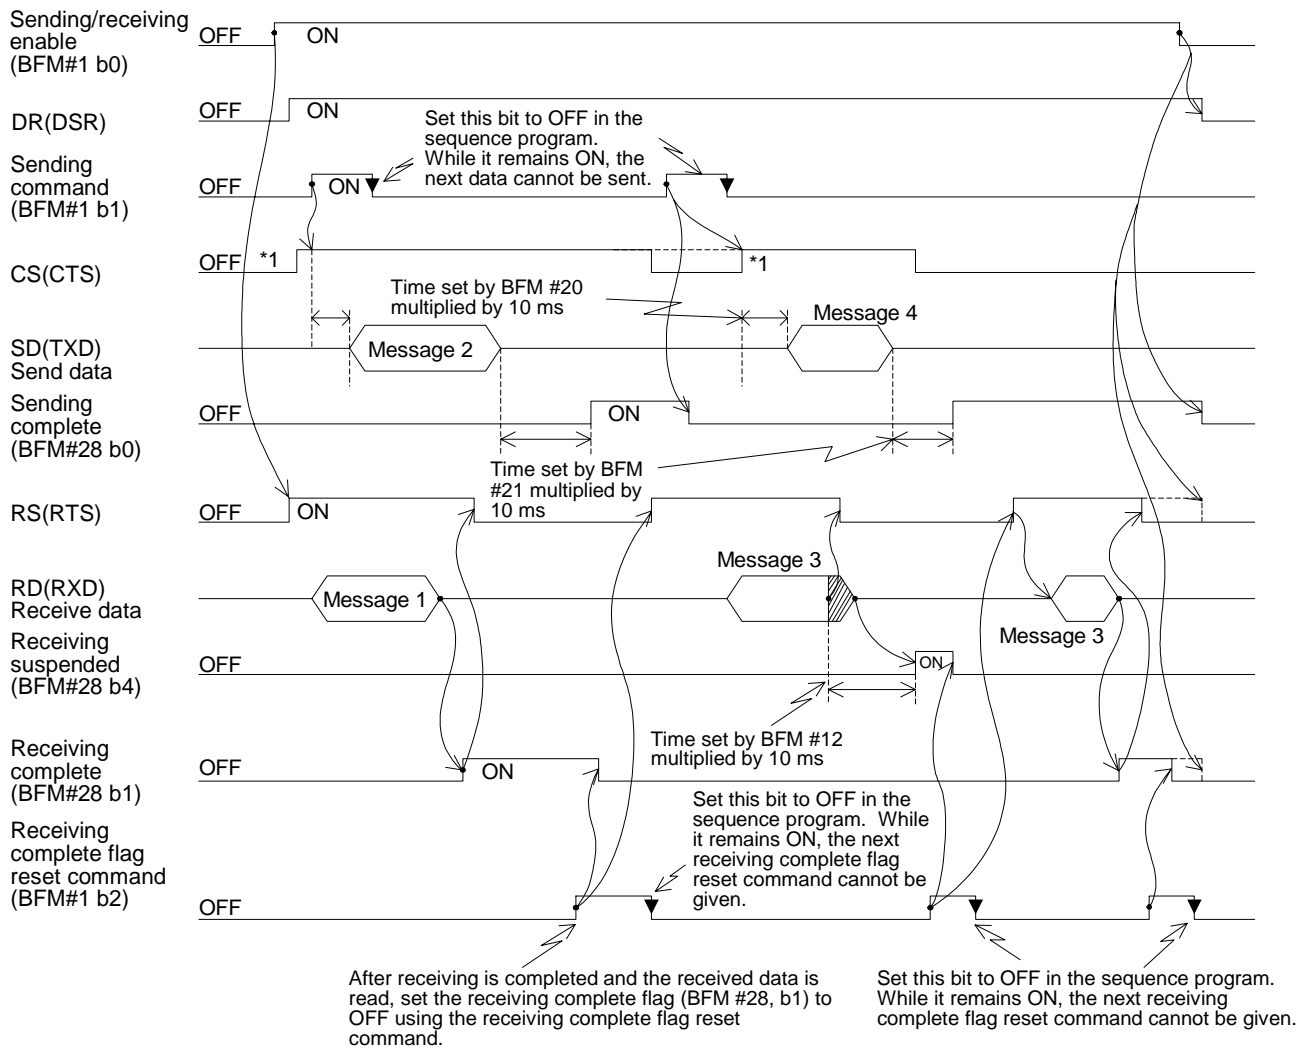 Sending/receiving
enable
(BFM#1 b0)
OFF
ON
DR(DSR)
OFF
ON
Set this bit to OFF in the
sequence program.
While it remains ON, the
next data cannot be sent.
Sending
command
(BFM#1 b1)
OFF
ON
CS(CTS)
OFF
*1
*1
Time set by BFM #20
multiplied by 10 ms
Message 4
SD(TXD)
Send data
Message 2
Sending
complete
(BFM#28 b0)
OFF
ON
Time set by BFM
#21 multiplied by
10 ms
RS(RTS)
OFF
ON
RD(RXD)
Receive data
Message 1
Message 3
Message 3
Receiving
suspended
(BFM#28 b4)
OFF
ON
Time set by BFM #12
multiplied by 10 ms
Receiving
complete
(BFM#28 b1)
OFF
ON
Set this bit to OFF in the
sequence program. While
it remains ON, the next
receiving complete flag
reset command cannot be
given.
Receiving
complete flag
reset command
(BFM#1 b2)
OFF
After receiving is completed and the received data is
read, set the receiving complete flag (BFM #28, b1) to
OFF using the receiving complete flag reset
command.
Set this bit to OFF in the sequence program.
While it remains ON, the next receiving
complete flag reset command cannot be given.